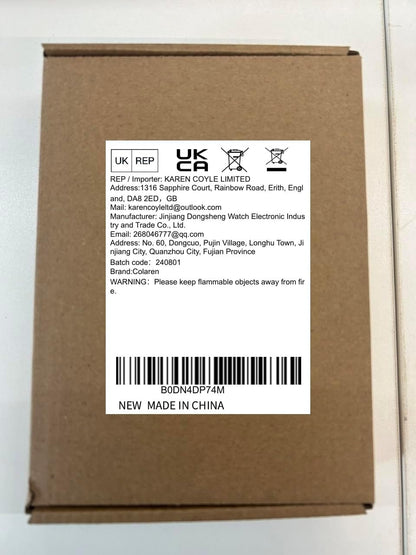 UK REP UK CA
REP / Importer: KAREN COYLE LIMITED
Address:1316 Sapphire Court, Rainbow Road, Erith, Engl
and, DA8 2ED，GB
Mail: karencoyleltd@outlook.com
Manufacturer: Jinjiang Dongsheng Watch Electronic Indus
try and Trade Co., Ltd.
Email: 268046777@qq.com
Address: No. 60, Dongcuo, Pujin Village, Longhu Town, Ji
njiang City, Quanzhou City, Fujian Province
Batch code：240801
Brand:Colaren
WARNING：Please keep flammable objects away from fir
e.
B0DN4DP74M
NEW MADE IN CHINA